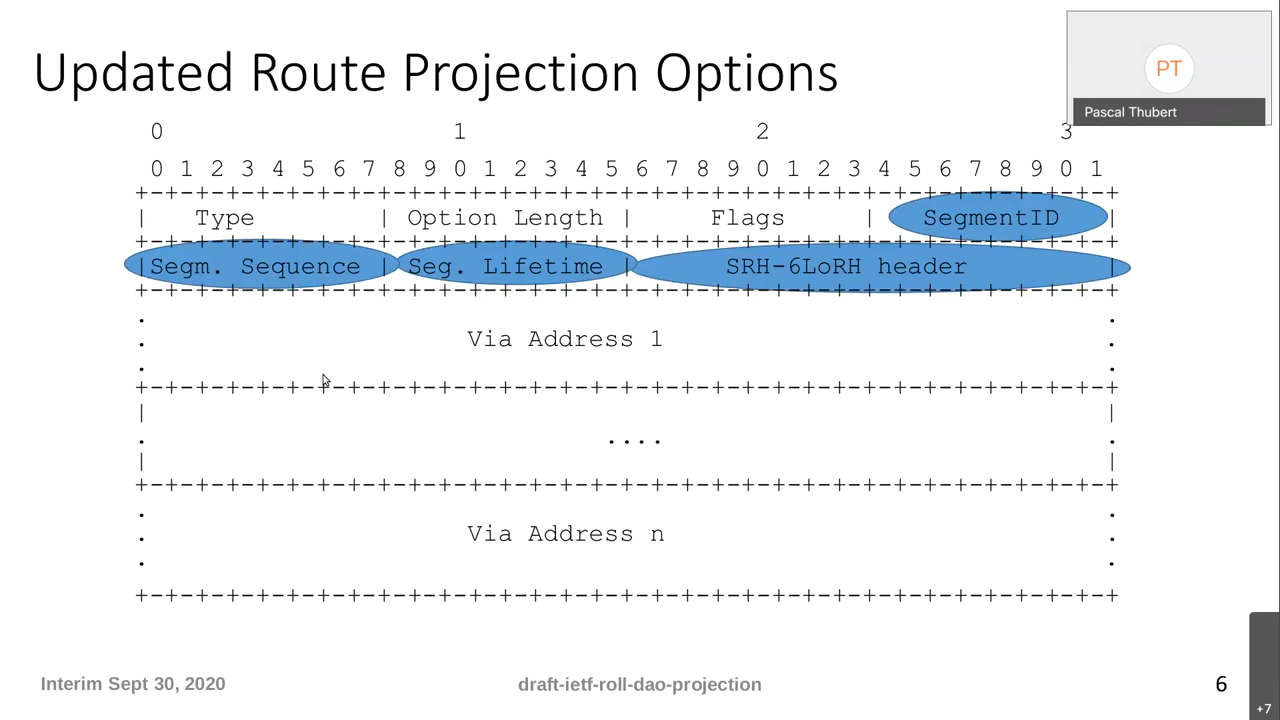 Updated Route Projection Options
PT
Pascal Thubert
 0                   1                   2                   3
 0 1 2 3 4 5 6 7 8 9 0 1 2 3 4 5 6 7 8 9 0 1 2 3 4 5 6 7 8 9 0 1
+-+-+-+-+-+-+-+-+-+-+-+-+-+-+-+-+-+-+-+-+-+-+-+-+-+-+-+-+-+-+-+-+
|   Type        | Option Length |     Flags     |   SegmentID   |
+-+-+-+-+-+-+-+-+-+-+-+-+-+-+-+-+-+-+-+-+-+-+-+-+-+-+-+-+-+-+-+-+
|Segm. Sequence | Seg. Lifetime |      SRH-6LoRH header         |
+-+-+-+-+-+-+-+-+-+-+-+-+-+-+-+-+-+-+-+-+-+-+-+-+-+-+-+-+-+-+-+-+
.                                                               .
.                     Via Address 1                             .
.                                                               .
+-+-+-+-+-+-+-+-+-+-+-+-+-+-+-+-+-+-+-+-+-+-+-+-+-+-+-+-+-+-+-+-+
|                                                               |
.                              ....                             .
|                                                               |
+-+-+-+-+-+-+-+-+-+-+-+-+-+-+-+-+-+-+-+-+-+-+-+-+-+-+-+-+-+-+-+-+
.                                                               .
.                     Via Address n                             .
.                                                               .
+-+-+-+-+-+-+-+-+-+-+-+-+-+-+-+-+-+-+-+-+-+-+-+-+-+-+-+-+-+-+-+-+
Interim Sept 30, 2020
draft-ietf-roll-dao-projection
6
+7